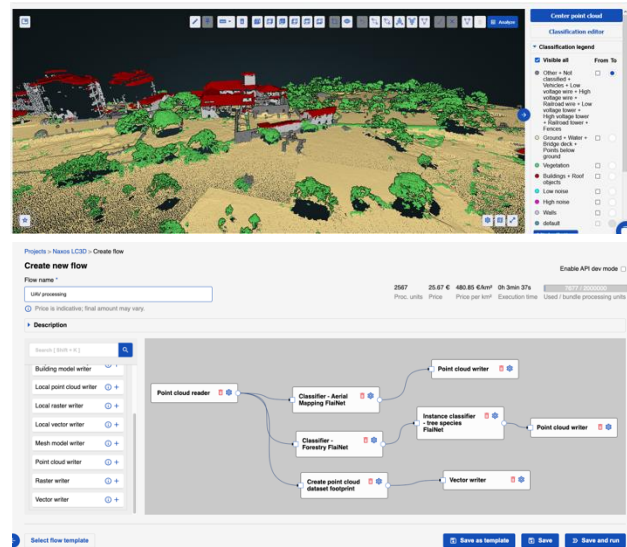 Analyze
Center point cloud
Classification editor
Classification legend
Visible all From To
Other + Not
classified +
Vehicles + Low
voltage wire + High
voltage wire +
Railroad wire + Low
voltage tower +
High voltage tower
+ Railroad tower +
Fences
Ground + Water +
Bridge deck +
Points below
ground
Vegetation
Buildings + Roof
objects
Low noise
High noise
Walls
default
Projects > Naxos LC3D > Create flow
Create new flow
Enable API dev mode
Flow name *
UAV processing
Price is indicative; final amount may vary.
2567 25.67 € 480.85 €/km² 0h 3min 37s 7877 / 2000000
Proc. units Price Price per km² Execution time Used / bundle processing units
Description
Search [ Shift + K ]
Building model writer
Local point cloud writer
Local raster writer
Local vector writer
Mesh model writer
Point cloud writer
Raster writer
Vector writer
Point cloud reader
Classifier - Aerial
Mapping FlaiNet
Point cloud writer
Classifier -
Forestry FlaiNet
Instance classifier
- tree species
FlaiNet
Point cloud writer
Create point cloud
dataset footprint
Vector writer
Select flow template
Save as template
Save
Save and run